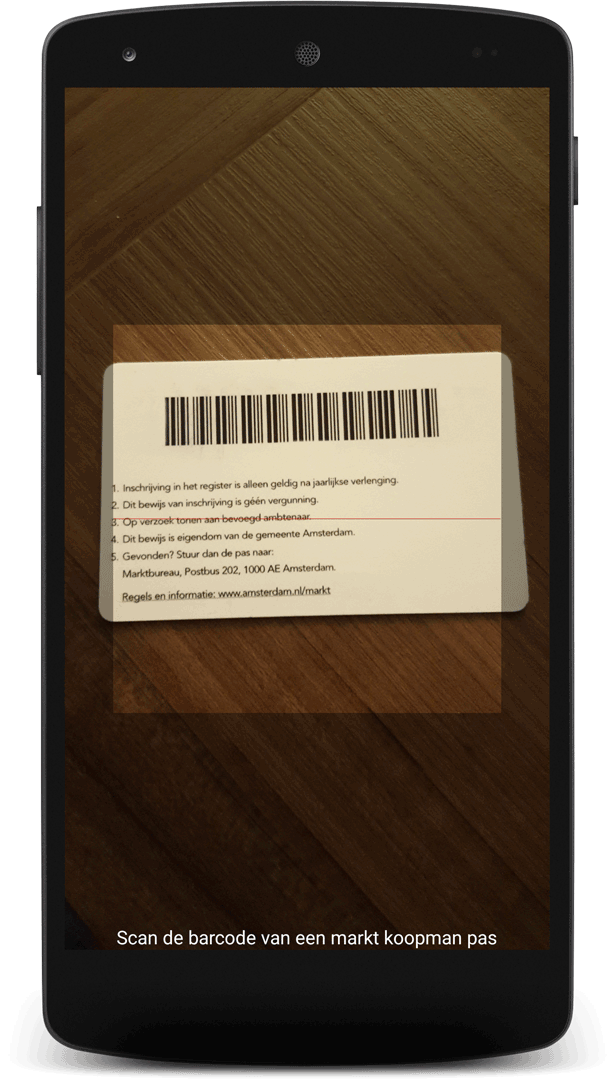 1. Inschrijving in het register is alleen geldig na jaarlijkse verlenging.
2. Dit bewijs van inschrijving is géén vergunning.
3. Op verzoek tonen aan bevoegd ambtenaar.
4. Dit bewijs is eigendom van de gemeente Amsterdam.
5. Gevonden? Stuur dan de pas naar:
Marktbureau, Postbus 202, 1000 AE Amsterdam.
Regels en informatie: www.amsterdam.nl/markt
Scan de barcode van een markt koopman pas